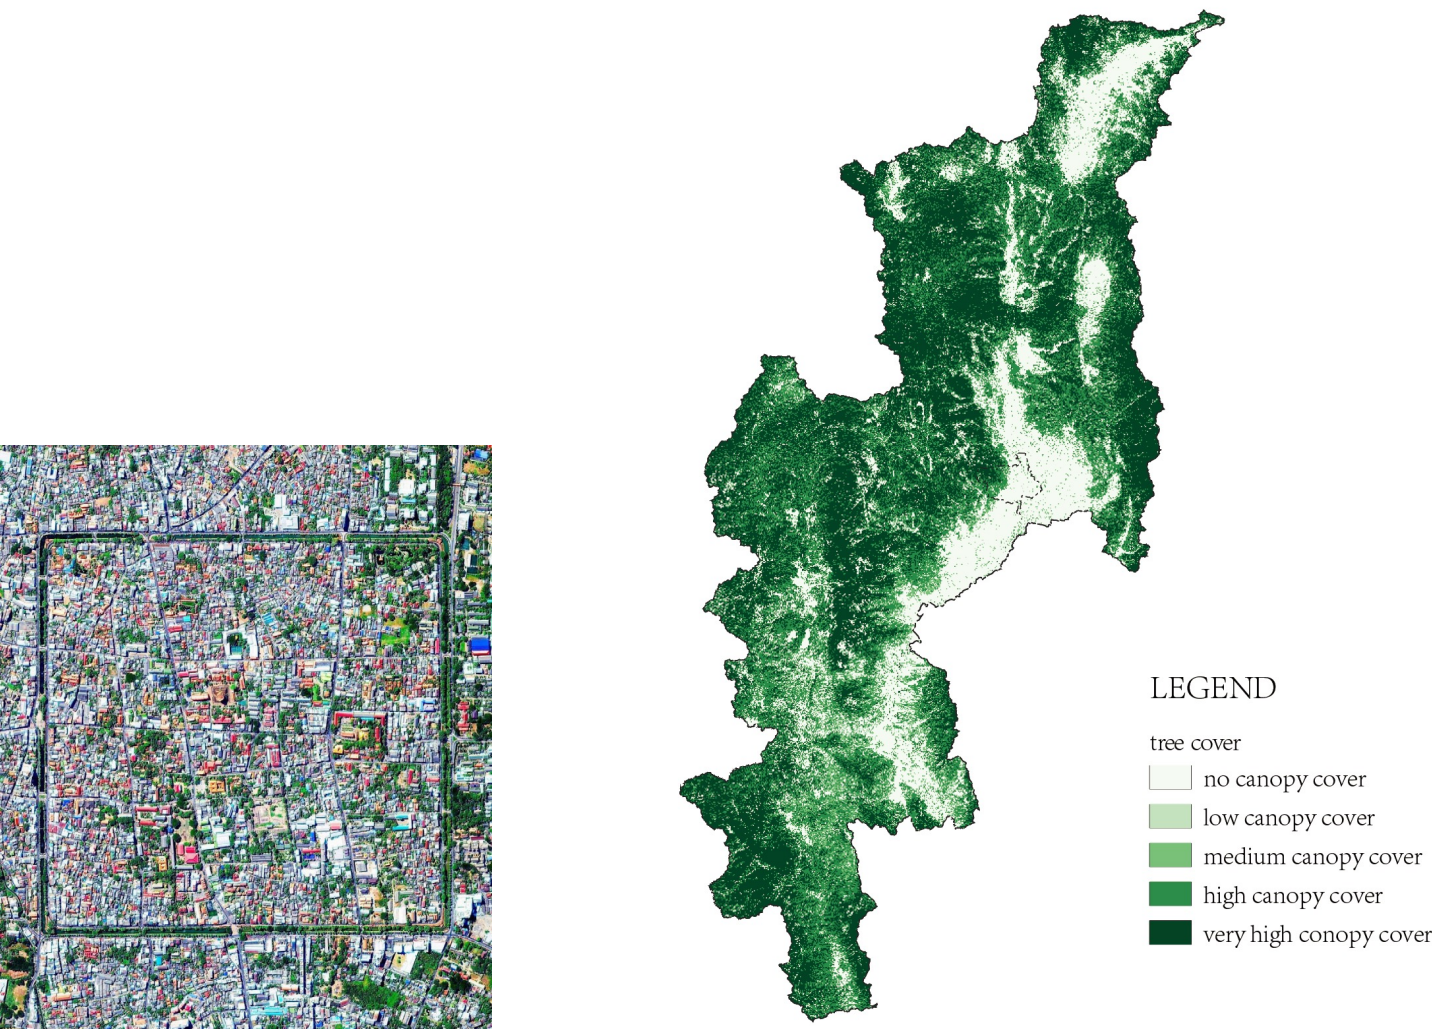 LEGEND
tree cover
no canopy cover
low canopy cover
medium canopy cover
high canopy cover
very high conopy cover